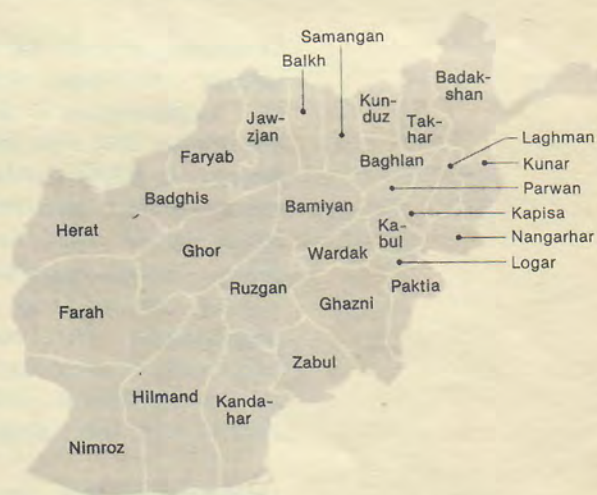 Samangan
Balkh
Badak-
shan
Kun-
duz
Jaw-
zjan
Tak-
har
Laghman
Faryab
Baghlan
Kunar
Parwan
Badghis
Bamiyan
Kapisa
Herat
Ka-
bul
Nangarhar
Ghor
Wardak
Logar
Ruzgan
Paktia
Ghazni
Farah
Zabul
Hilmand
Kanda-
har
Nimroz